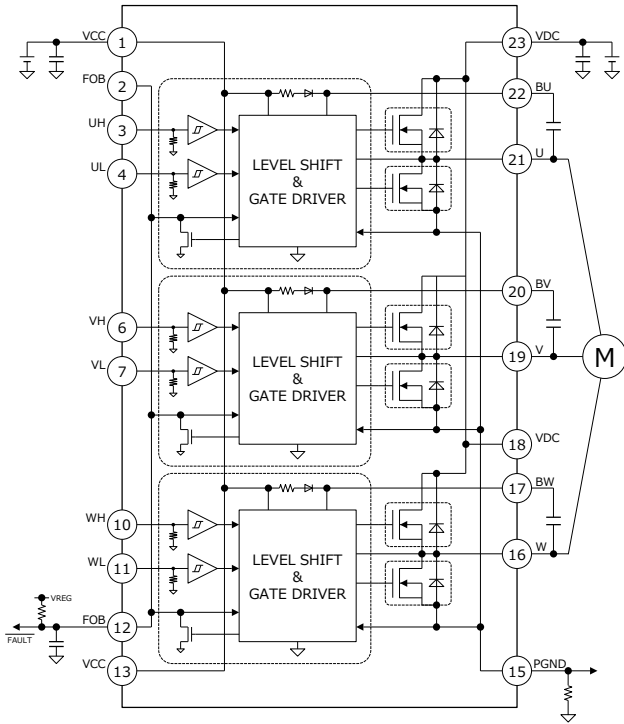 VCC
1
23
VDC
FOB
2
22
BU
UH
3
UL
4
LEVEL SHIFT
&
GATE DRIVER
21
U
20
BV
VH
6
VL
7
LEVEL SHIFT
&
GATE DRIVER
19
V
M
18
VDC
17
BW
WH
10
WL
11
LEVEL SHIFT
&
GATE DRIVER
16
W
VREG
FOB
12
FAULT
VCC
13
15
PGND